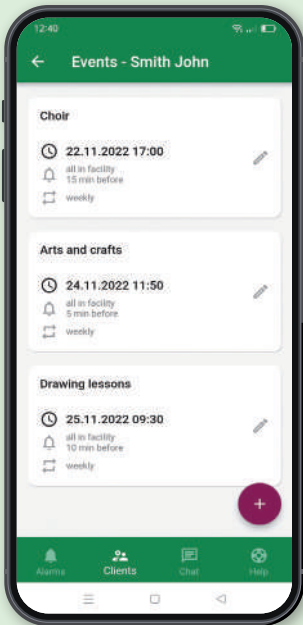 12:40
Events - Smith John
Choir
22.11.2022 17:00
all in facility
15 min before
weekly
Arts and crafts
24.11.2022 11:50
all in facility
5 min before
weekly
Drawing lessons
25.11.2022 09:30
all in facility
10 min before
weekly
+
Alarms Clients Chat Help